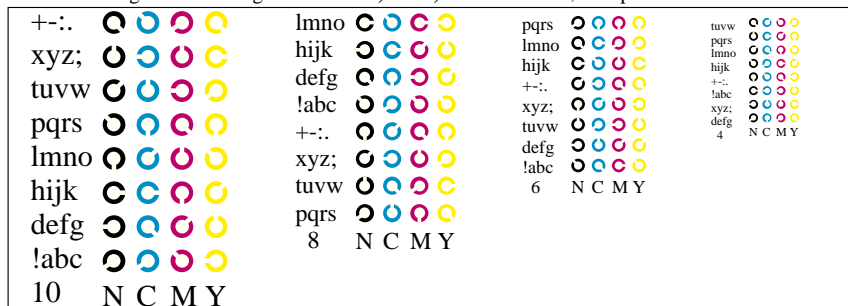 +-:.
xyz;
tuvw
pqrs
lmno
hijk
defg
!abc
10 N C M Y
lmno
hijk
defg
!abc
+-:.
xyz;
tuvw
pqrs
8 N C M Y
pqrs
lmno
hijk
+-:.
xyz;
tuvw
defg
!abc
6 N C M Y
tuvw
pqrs
lmno
hijk
+-:.
!abc
xyz;
defg
4 N C M Y